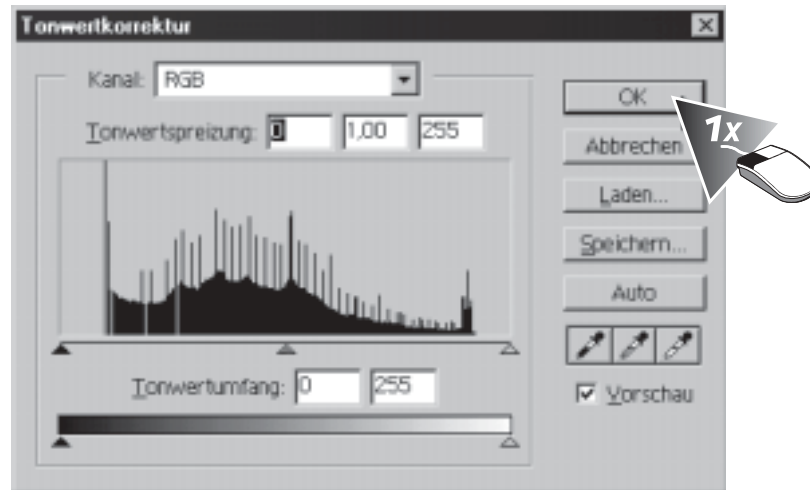 Tonwertkorrektur
Kanal: RGB
Tonwertspreizung: 0 1,00 255
Tonwertumfang: 0 255
OK
1x
Abbrechen
Laden...
Speichern...
Auto
Vorschau